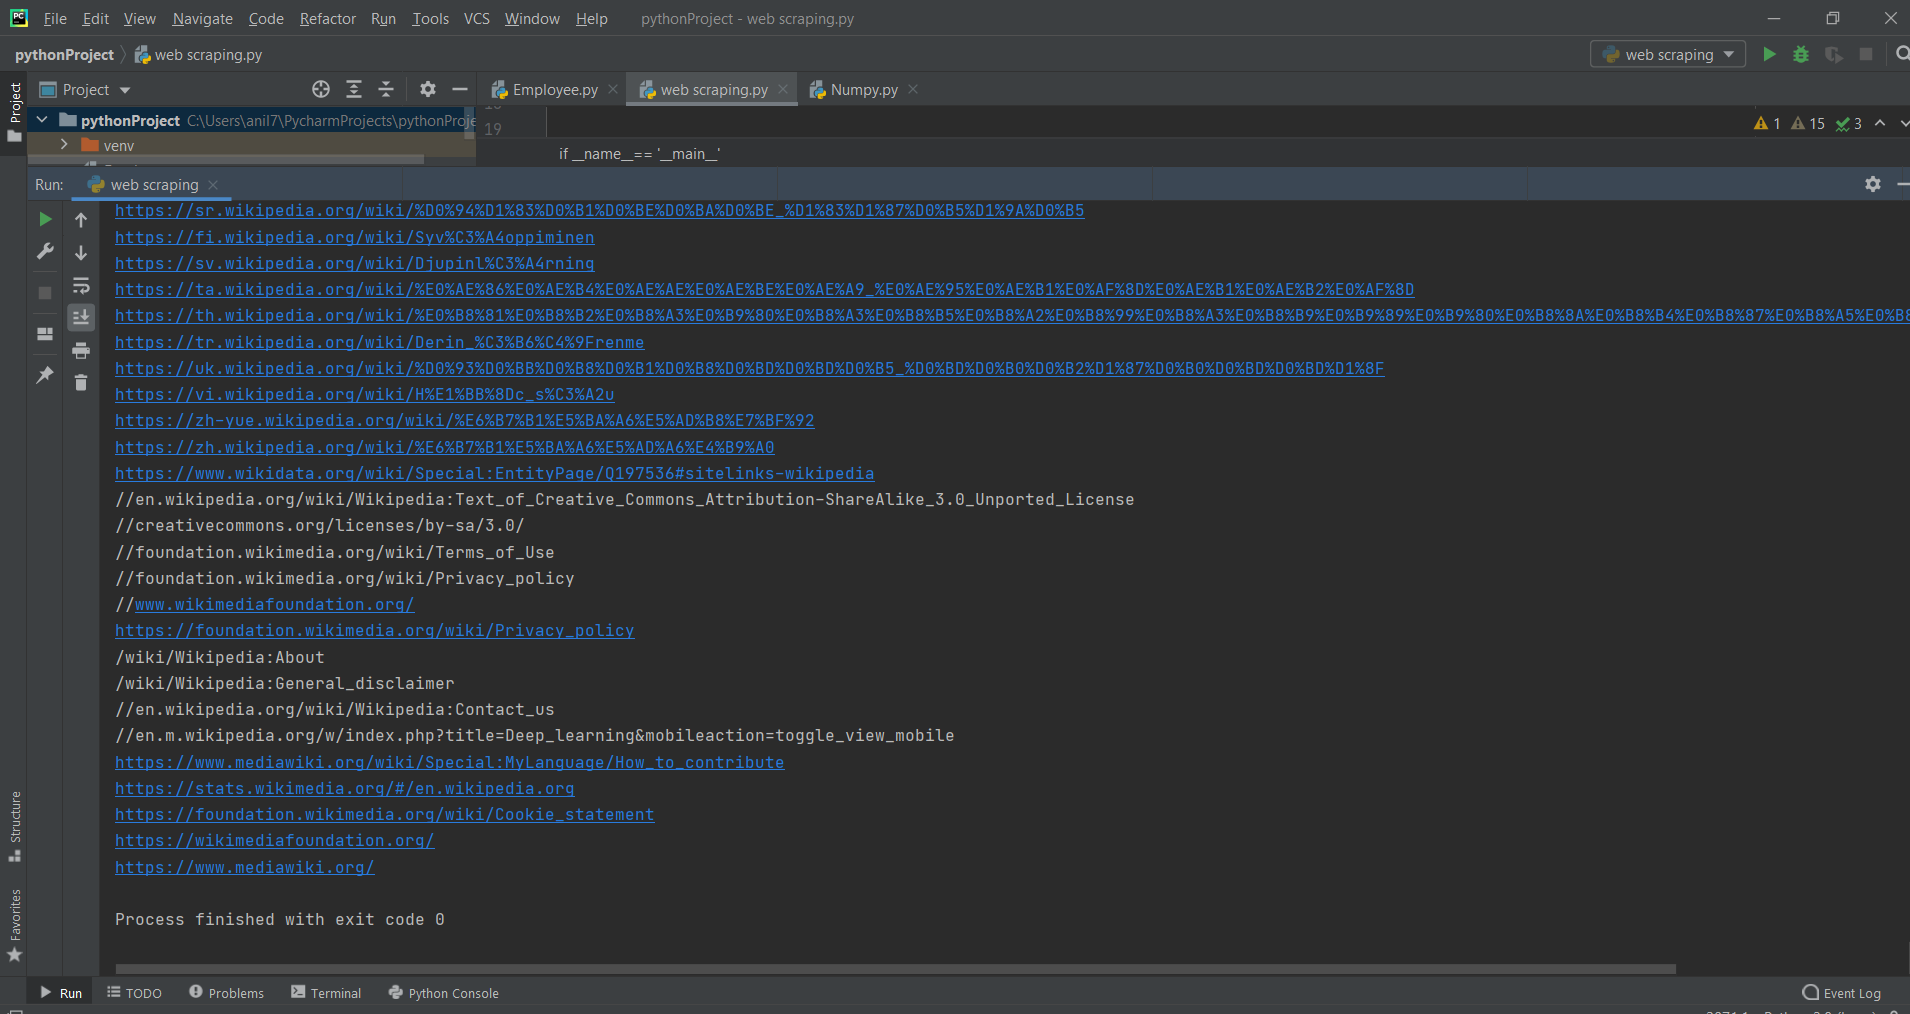 File Edit View Navigate Code Refactor Run Tools VCS Window Help pythonProject - web scraping.py
pythonProject web scraping.py web scraping
Project Project Employee.py web scraping.py Numpy.py
pythonProject C:\Users\anil7\PycharmProjects\pythonProje
19
1 15 3
venv
if __name__== '__main__'
Run: web scraping
https://sr.wikipedia.org/wiki/%D0%94%D1%83%D0%B1%D0%BE%D0%BA%D0%BE_%D1%83%D1%87%D0%B5%D1%9A%D0%B5
https://fi.wikipedia.org/wiki/Syv%C3%A4oppiminen
https://sv.wikipedia.org/wiki/Djupinl%C3%A4rning
https://ta.wikipedia.org/wiki/%E0%AE%86%E0%AE%B4%E0%AE%AE%E0%AE%BE%E0%AE%A9_%E0%AE%95%E0%AE%B1%E0%AF%8D%E0%AE%B1%E0%AE%B2%E0%AF%8D
https://th.wikipedia.org/wiki/%E0%B8%81%E0%B8%B2%E0%B8%A3%E0%B9%80%E0%B8%A3%E0%B8%B5%E0%B8%A2%E0%B8%99%E0%B8%A3%E0%B8%B9%E0%B9%89%E0%B9%80%E0%B8%8A%E0%B8%B4%E0%B8%87%E0%B8%A5%E0%B8
https://tr.wikipedia.org/wiki/Derin_%C3%B6%C4%9Frenme
https://uk.wikipedia.org/wiki/%D0%93%D0%BB%D0%B8%D0%B1%D0%B8%D0%BD%D0%BD%D0%B5_%D0%BD%D0%B0%D0%B2%D1%87%D0%B0%D0%BD%D0%BD%D1%8F
https://vi.wikipedia.org/wiki/H%E1%BB%8Dc_s%C3%A2u
https://zh-yue.wikipedia.org/wiki/%E6%B7%B1%E5%BA%A6%E5%AD%B8%E7%BF%92
https://zh.wikipedia.org/wiki/%E6%B7%B1%E5%BA%A6%E5%AD%A6%E4%B9%A0
https://www.wikidata.org/wiki/Special:EntityPage/Q197536#sitelinks-wikipedia
//en.wikipedia.org/wiki/Wikipedia:Text_of_Creative_Commons_Attribution-ShareAlike_3.0_Unported_License
//creativecommons.org/licenses/by-sa/3.0/
//foundation.wikimedia.org/wiki/Terms_of_Use
//foundation.wikimedia.org/wiki/Privacy_policy
//www.wikimediafoundation.org/
https://foundation.wikimedia.org/wiki/Privacy_policy
/wiki/Wikipedia:About
/wiki/Wikipedia:General_disclaimer
//en.wikipedia.org/wiki/Wikipedia:Contact_us
//en.m.wikipedia.org/w/index.php?title=Deep_learning&mobileaction=toggle_view_mobile
https://www.mediawiki.org/wiki/Special:MyLanguage/How_to_contribute
https://stats.wikimedia.org/#/en.wikipedia.org
https://foundation.wikimedia.org/wiki/Cookie_statement
https://wikimediafoundation.org/
https://www.mediawiki.org/
Process finished with exit code 0
Structure
Favorites
Run TODO Problems Terminal Python Console Event Log